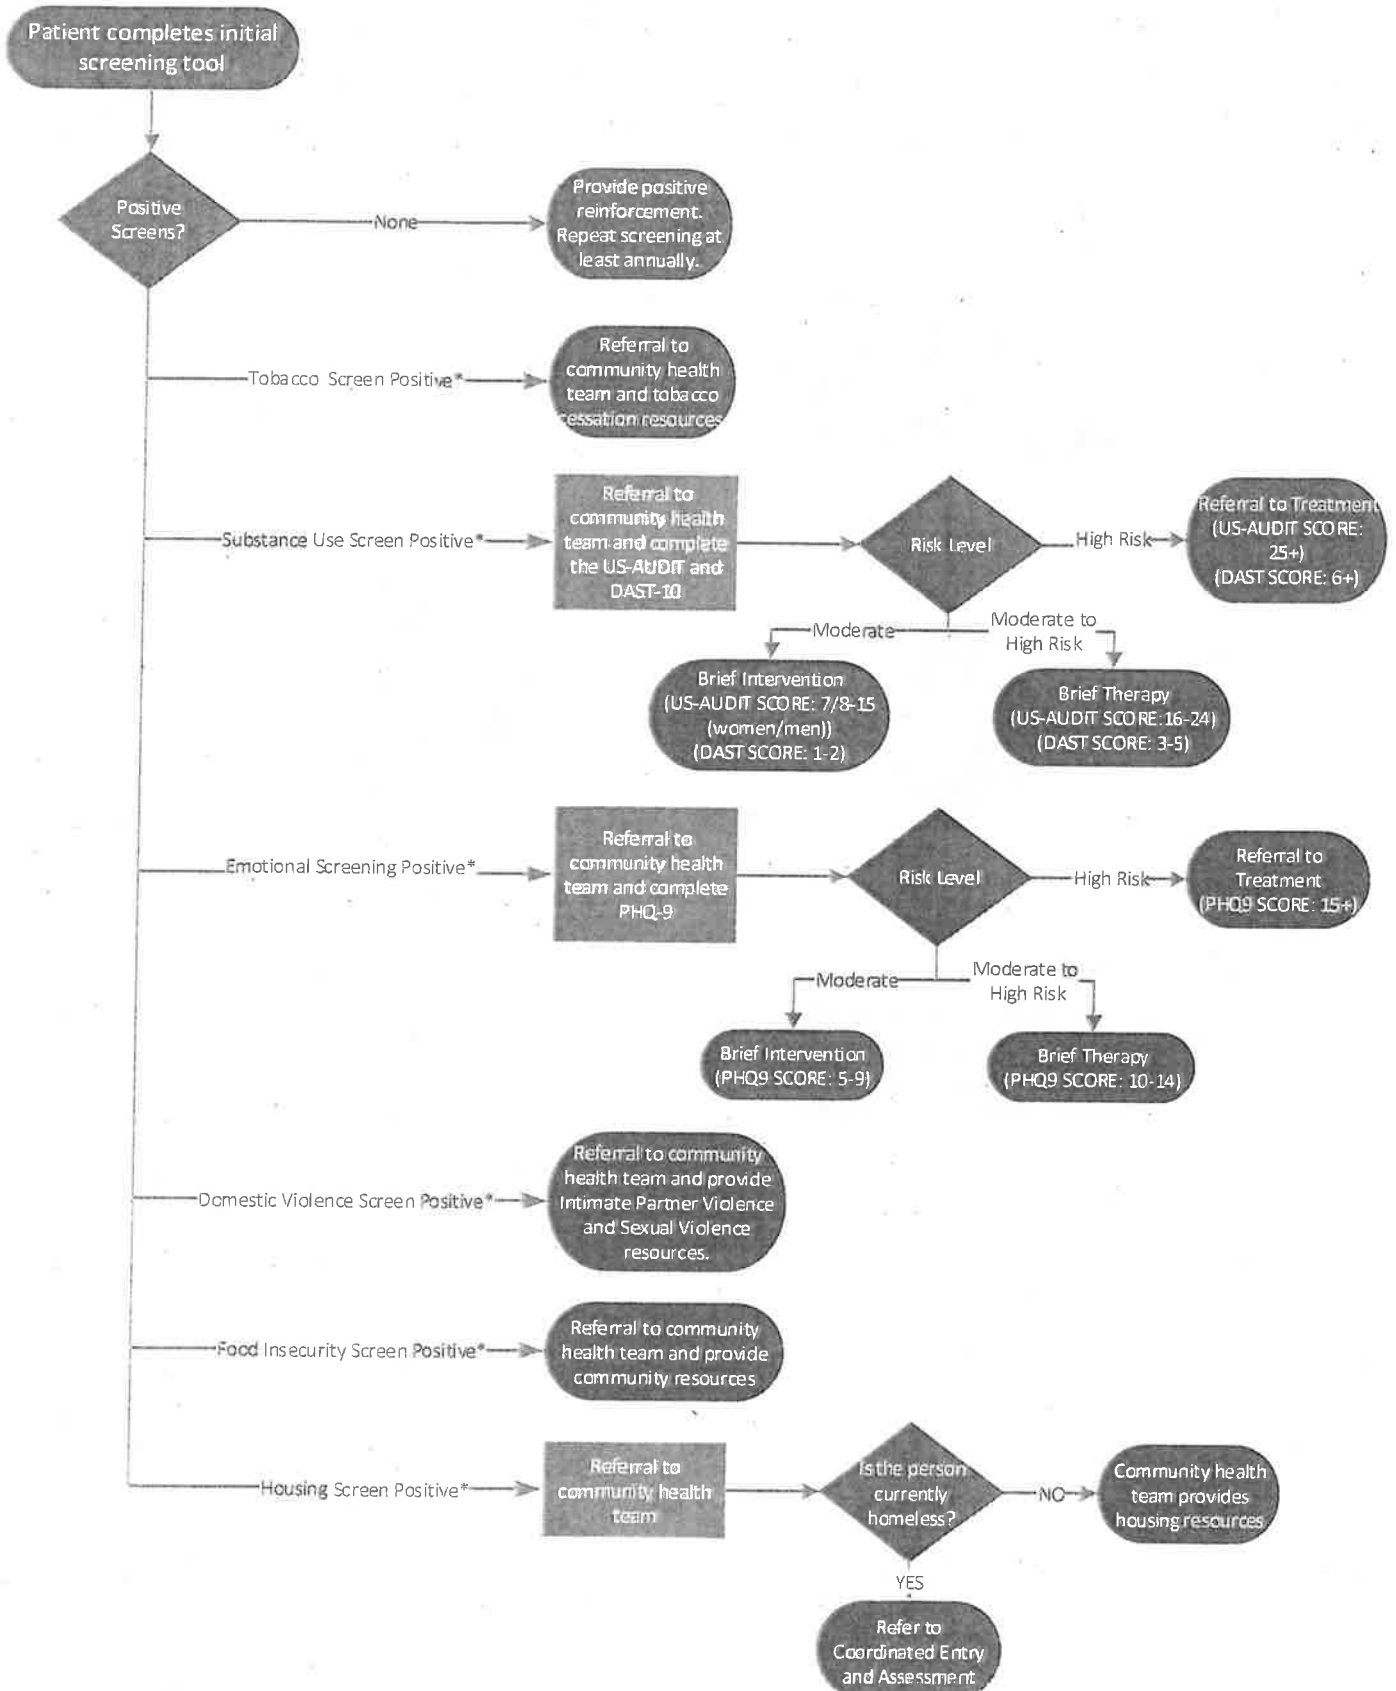 Patient completes initial
screening tool
Positive
Screens?
None
Provide positive
reinforcement.
Repeat screening at
least annually.
Tobacco Screen Positive*
Referral to
community health
team and tobacco
cessation resources
Substance Use Screen Positive*
Referral to
community health
team and complete
the US-AUDIT and
DAST-10
Risk Level
High Risk
Referral to Treatment
(US-AUDIT SCORE:
25+)
(DAST SCORE: 6+)
Moderate
Moderate to
High Risk
Brief Intervention
(US-AUDIT SCORE: 7/8-15
(women/men))
(DAST SCORE: 1-2)
Brief Therapy
(US-AUDIT SCORE:16-24)
(DAST SCORE: 3-5)
Emotional Screening Positive*
Referral to
community health
team and complete
PHQ-9
Risk Level
High Risk
Referral to
Treatment
(PHQ9 SCORE: 15+)
Moderate
Moderate to
High Risk
Brief Intervention
(PHQ9 SCORE: 5-9)
Brief Therapy
(PHQ9 SCORE: 10-14)
Domestic Violence Screen Positive*
Referral to community
health team and provide
Intimate Partner Violence
and Sexual Violence
resources.
Food Insecurity Screen Positive*
Referral to community
health team and provide
community resources
Housing Screen Positive*
Referral to
community health
team
Is the person
currently
homeless?
NO
Community health
team provides
housing resources
YES
Refer to
Coordinated Entry
and Assessment